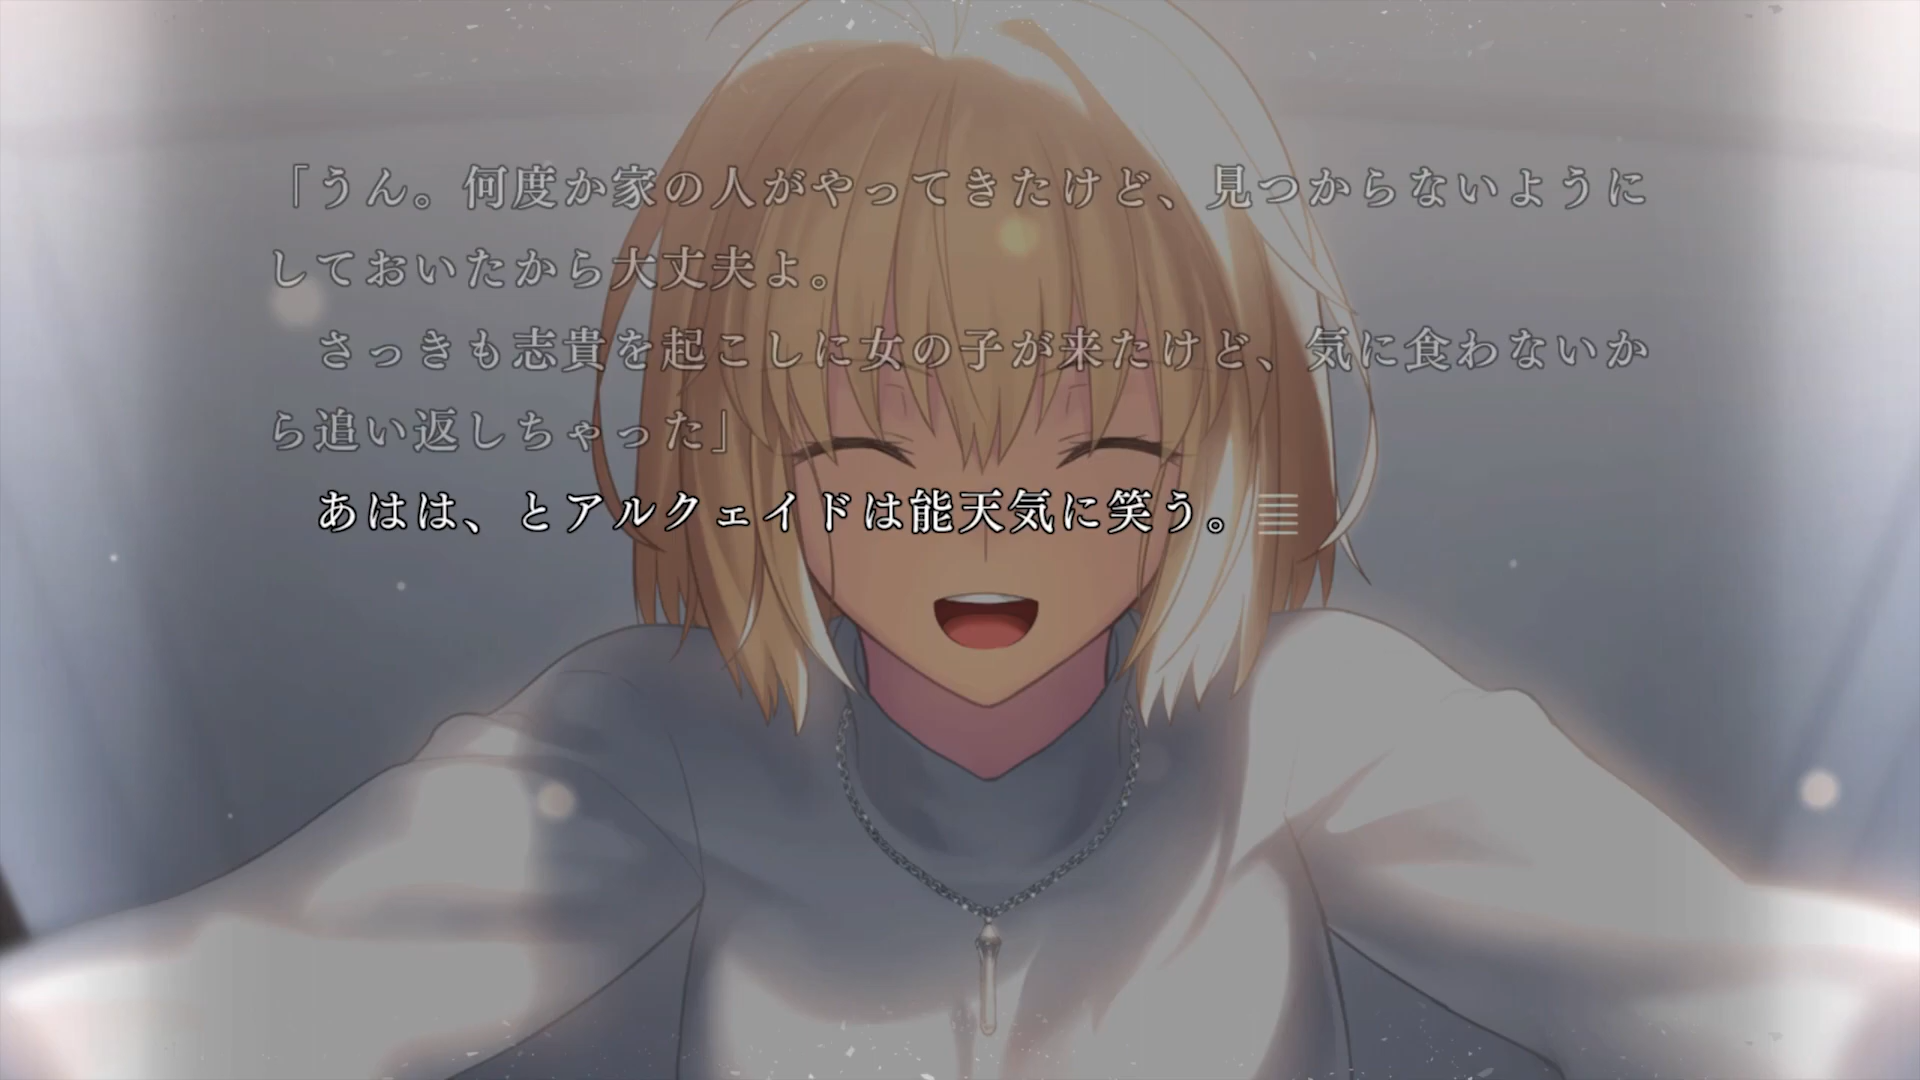 「うん。何度か家の人がやってきたけど、見つからないように
しておいたから大丈夫よ。
　さっきも志貴を起こしに女の子が来たけど、気に食わないか
ら追い返しちゃった」
　あはは、とアルクェイドは能天気に笑う。